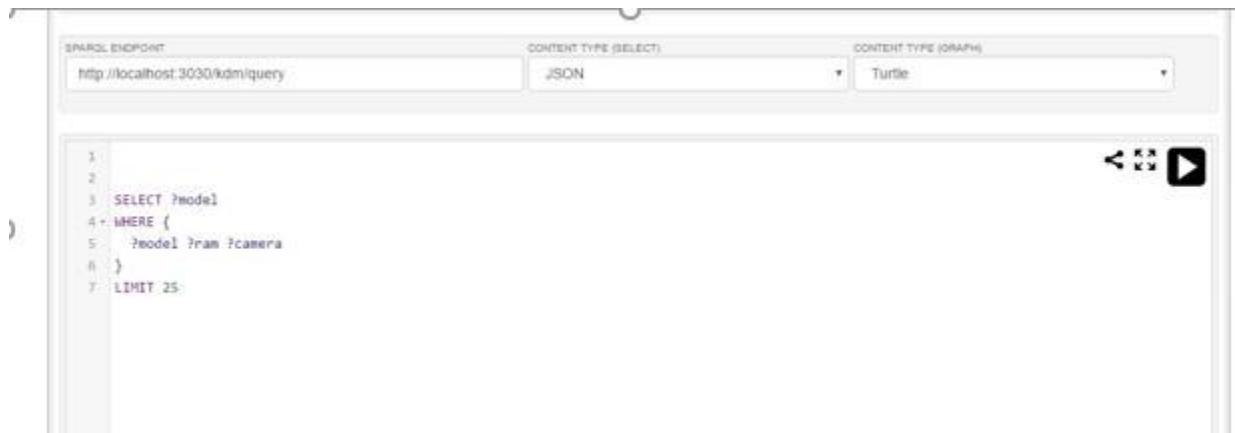 SPARQL ENDPOINT CONTENT TYPE (SELECT) CONTENT TYPE (GRAPH)
http://localhost:3030/kdm/query JSON Turtle
1
2
3 SELECT ?model
4 WHERE {
5 ?model ?ram ?camera
6 }
7 LIMIT 25